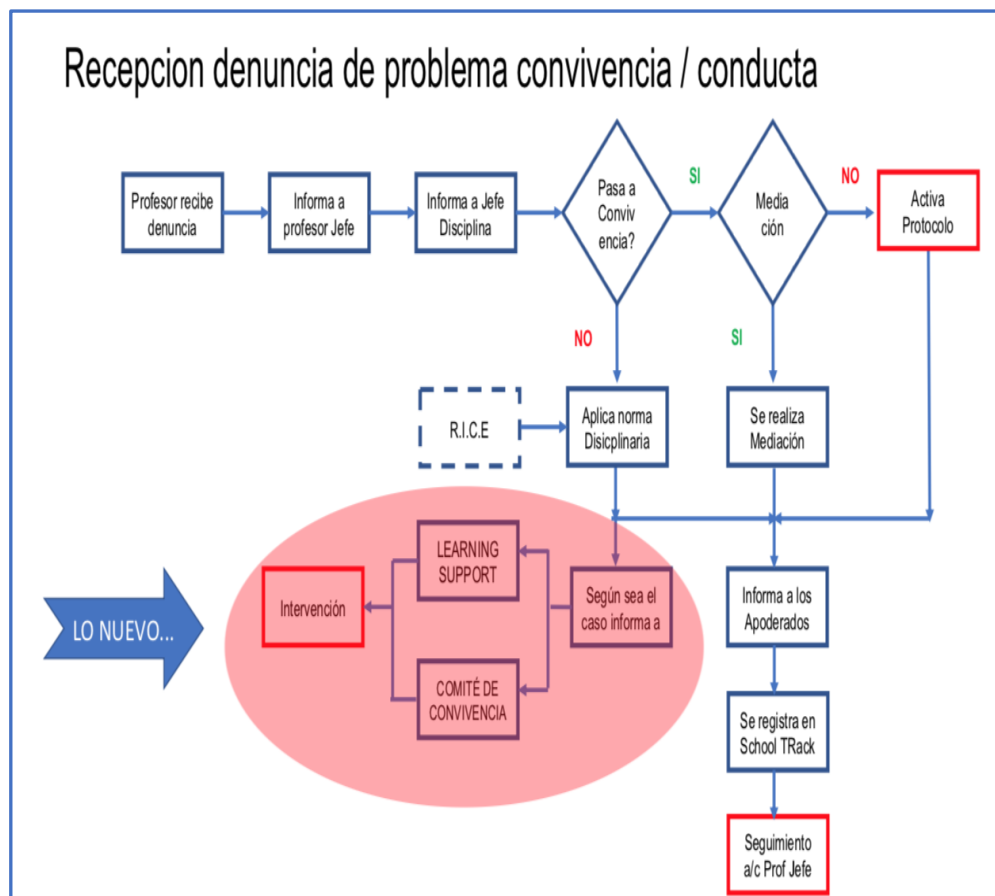 Recepcion denuncia de problema convivencia / conducta
Profesor recibe
denuncia
Informa a
profesor Jefe
Informa a Jefe
Disciplina
Pasa a
Conviv
encia?
SI
Media
ción
NO
Activa
Protocolo
NO
SI
R.I.C.E
Aplica norma
Disicplinaria
Se realiza
Mediación
LO NUEVO...
Intervención
LEARNING
SUPPORT
COMITÉ DE
CONVIVENCIA
Según sea el
caso informa a
Informa a los
Apoderados
Se registra en
School TRack
Seguimiento
a/c Prof Jefe